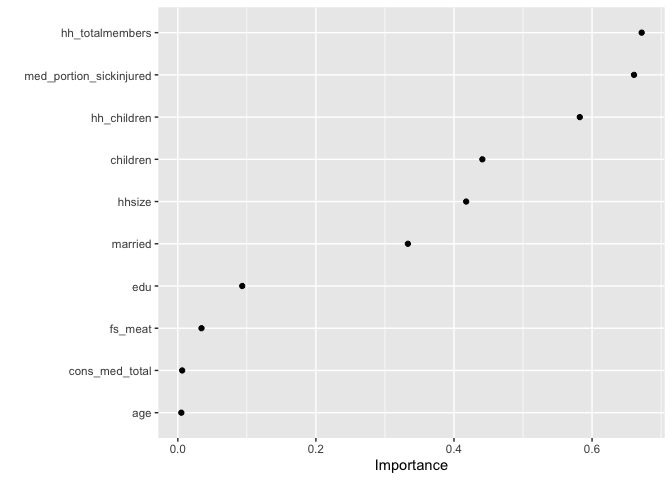 hh_totalmembers
med_portion_sickinjured
hh_children
children
hhsize
married
edu
fs_meat
cons_med_total
age
0.0 0.2 0.4 0.6
Importance